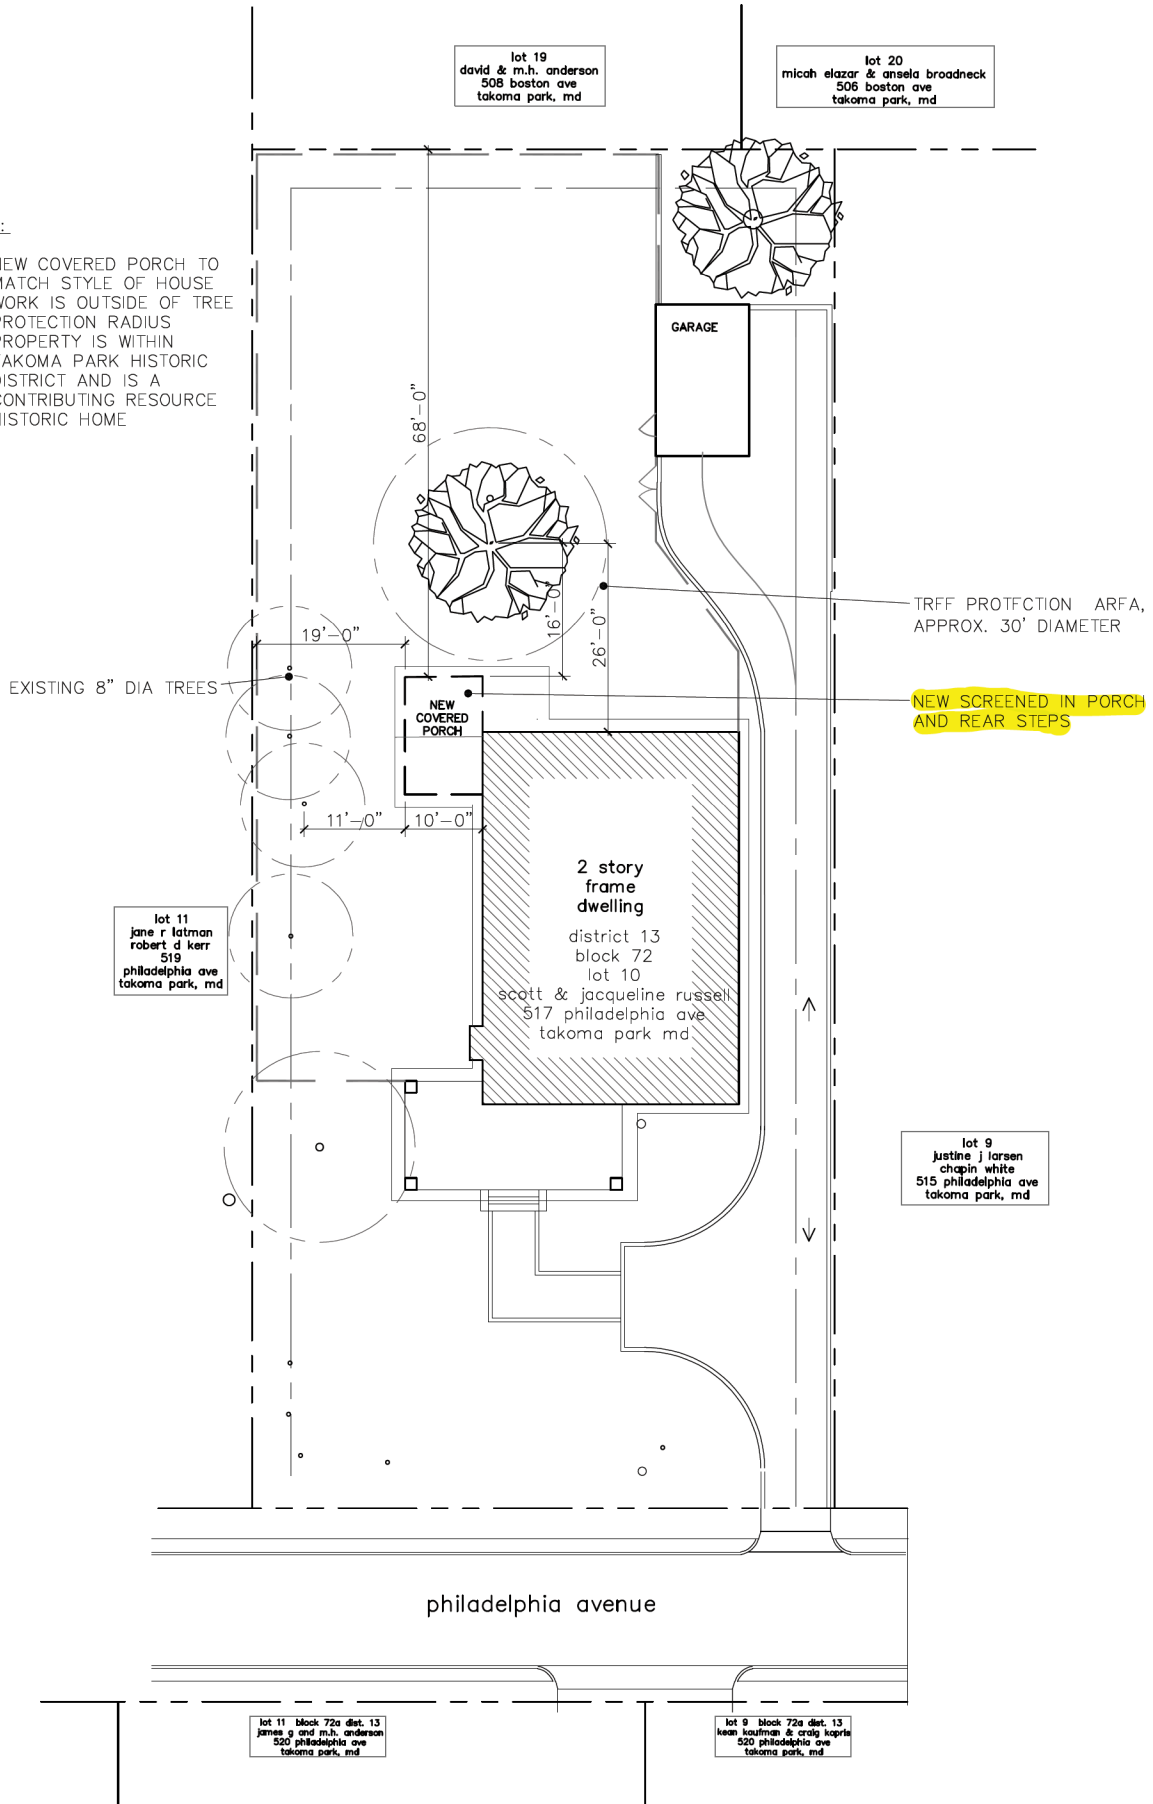 lot 19
david & m.h. anderson
508 boston ave
takoma park, md
lot 20
micah elazar & ansela broadneck
506 boston ave
takoma park, md
:
NEW COVERED PORCH TO
MATCH STYLE OF HOUSE
WORK IS OUTSIDE OF TREE
PROTECTION RADIUS
PROPERTY IS WITHIN
TAKOMA PARK HISTORIC
DISTRICT AND IS A
CONTRIBUTING RESOURCE
HISTORIC HOME
GARAGE
68'-0"
16'-0"
26'-0"
TREE PROTECTION AREA,
APPROX. 30' DIAMETER
19'-0"
EXISTING 8" DIA TREES
NEW
COVERED
PORCH
NEW SCREENED IN PORCH
AND REAR STEPS
11'-0"
10'-0"
2 story
frame
dwelling
district 13
block 72
lot 10
scott & jacqueline russell
517 philadelphia ave
takoma park md
lot 11
jane r latman
robert d kerr
519
philadelphia ave
takoma park, md
lot 9
justine j larsen
chapin white
515 philadelphia ave
takoma park, md
philadelphia avenue
lot 11 block 72a dist. 13
james g and m.h. anderson
520 philadelphia ave
takoma park, md
lot 9 block 72a dist. 13
kean kaufman & craig kapris
520 philadelphia ave
takoma park, md